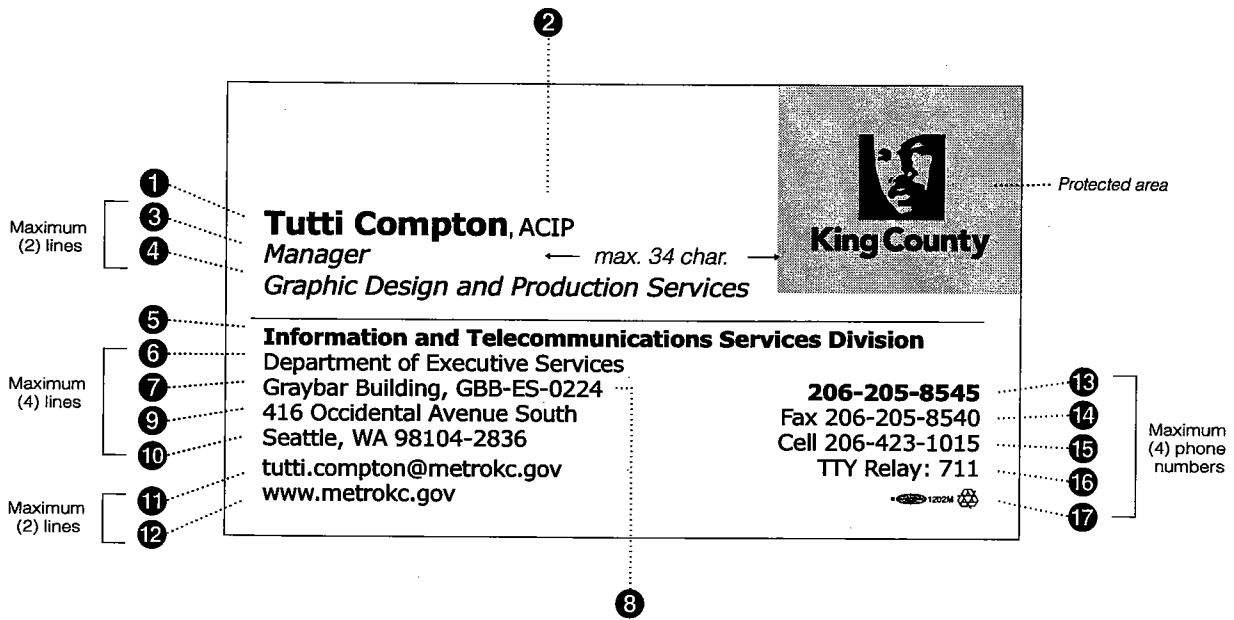 2
1
Protected area
Maximum
(2) lines
3
4
Tutti Compton, ACIP
Manager
max. 34 char.
Graphic Design and Production Services
King County
5
Information and Telecommunications Services Division
6
Department of Executive Services
Maximum
(4) lines
7
Graybar Building, GBB-ES-0224
9
416 Occidental Avenue South
10
Seattle, WA 98104-2836
206-205-8545
13
Fax 206-205-8540
14
Cell 206-423-1015
15
TTY Relay: 711
16
Maximum
(4) phone
numbers
11
tutti.compton@metrokc.gov
Maximum
(2) lines
12
www.metrokc.gov
1202M
17
8